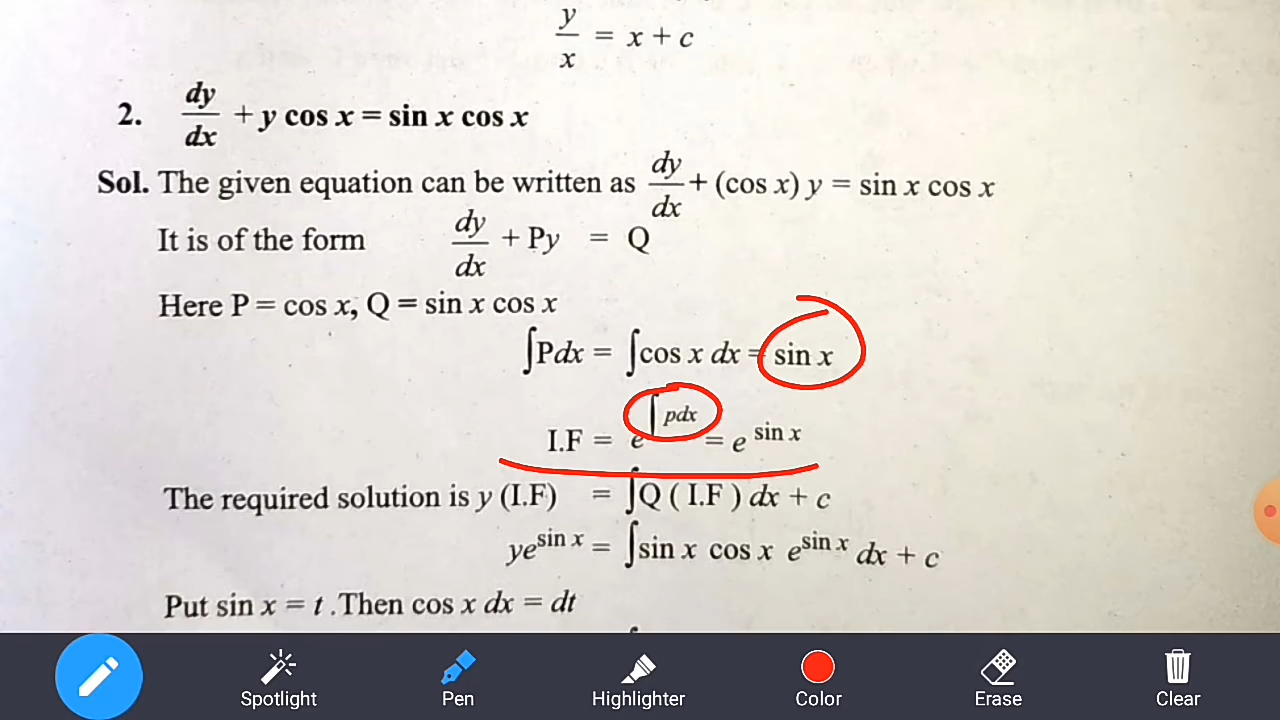 y/x = x + c
2. dy/dx + y cos x = sin x cos x
Sol. The given equation can be written as dy/dx + (cos x) y = sin x cos x
It is of the form dy/dx + Py = Q
Here P = cos x, Q = sin x cos x
∫Pdx = ∫cos x dx = sin x
I.F = e^∫pdx = e^sin x
The required solution is y (I.F) = ∫Q ( I.F ) dx + c
ye^sin x = ∫sin x cos x e^sin x dx + c
Put sin x = t .Then cos x dx = dt
Spotlight Pen Highlighter Color Erase Clear